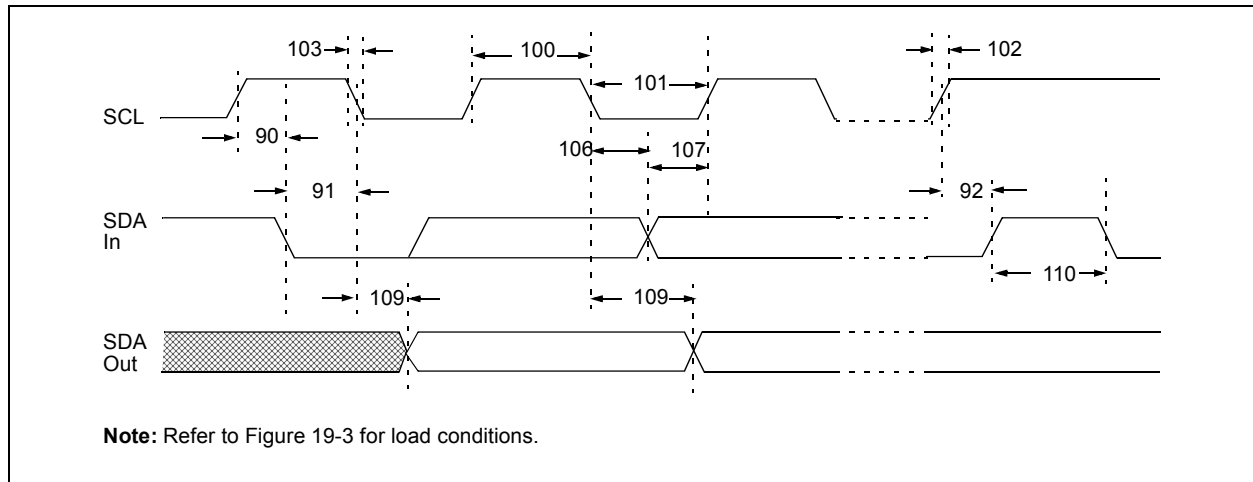 103 100 102
101
SCL
90 106 107
91 92
SDA
In
109 109 110
SDA
Out
Note: Refer to Figure 19-3 for load conditions.